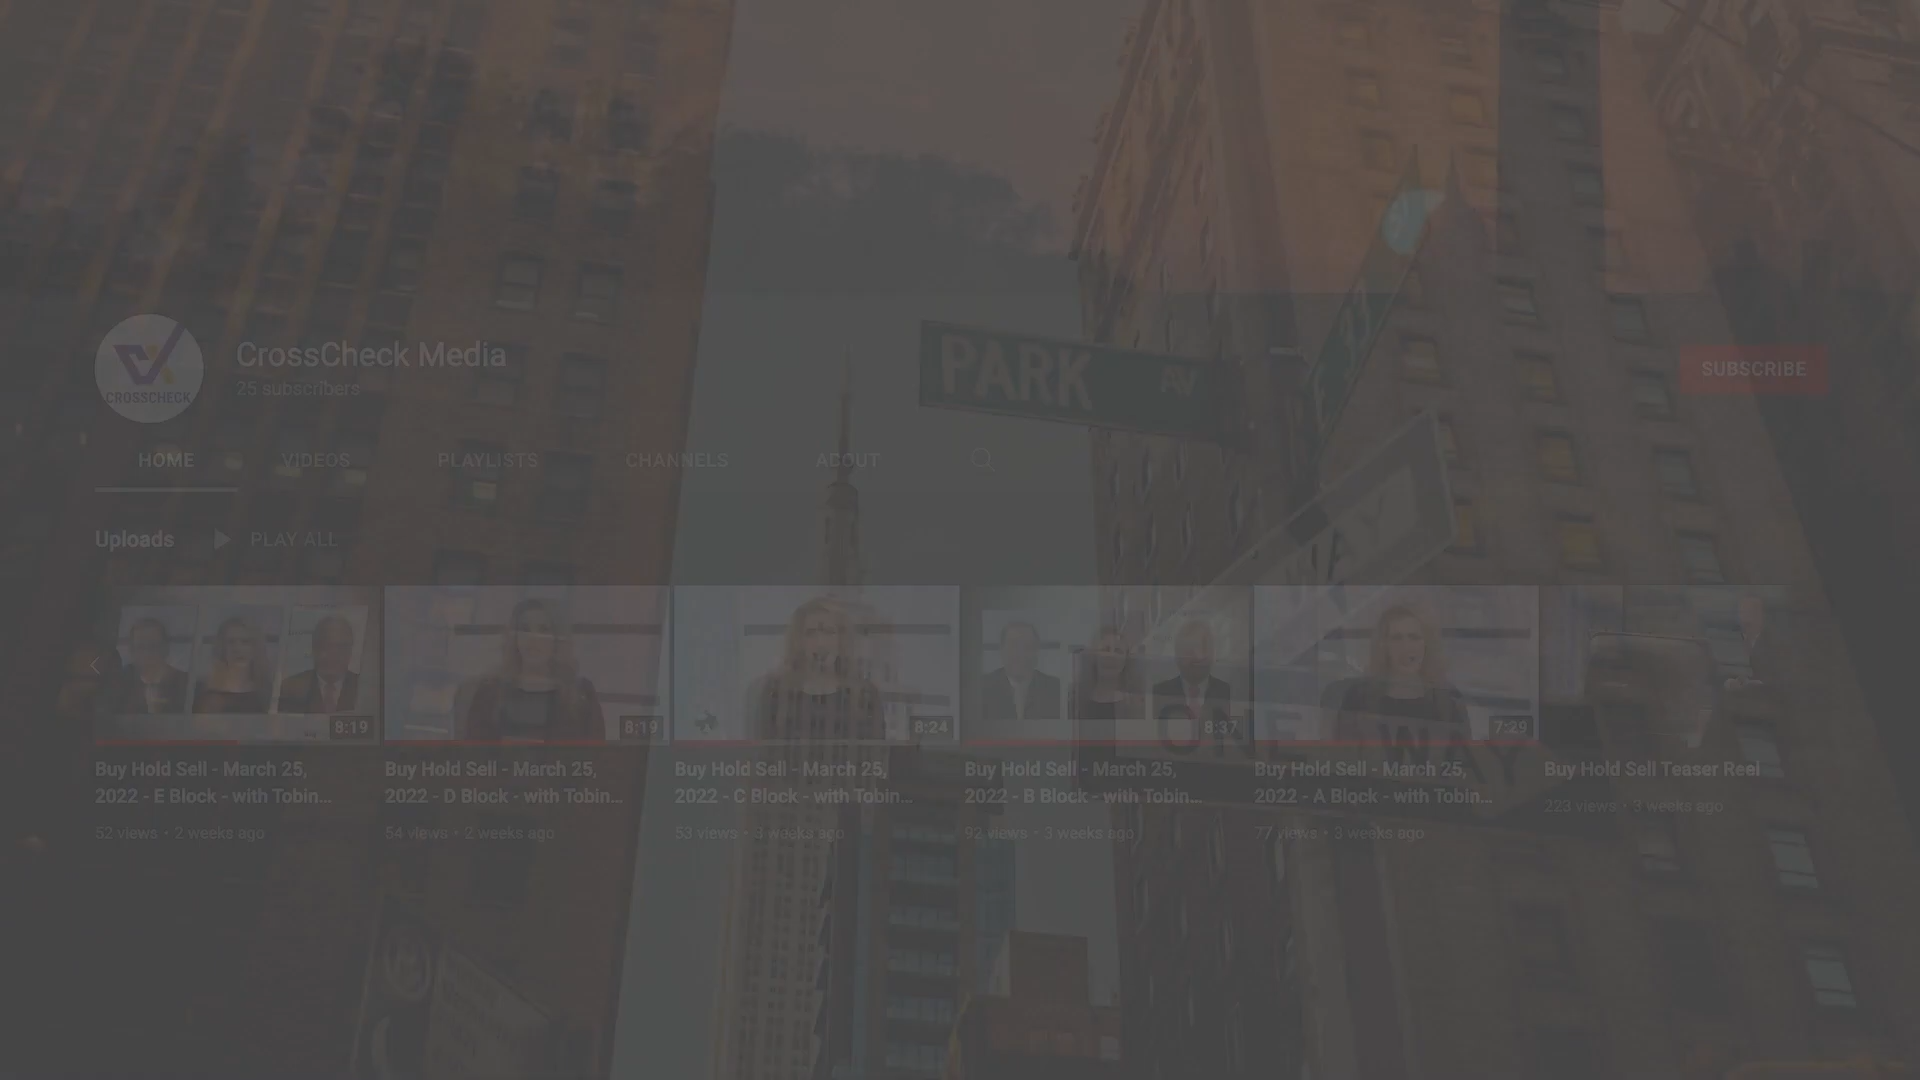 PARK AV
CROSSCHECK
CrossCheck Media
25 subscribers
SUBSCRIBE
HOME
VIDEOS
PLAYLISTS
CHANNELS
ABOUT
Uploads
PLAY ALL
WAY
8:19
8:19
8:24
8:37
7:29
ONE WAY
Buy Hold Sell - March 25,
2022 - E Block - with Tobin...
52 views • 2 weeks ago
Buy Hold Sell - March 25,
2022 - D Block - with Tobin...
54 views • 2 weeks ago
Buy Hold Sell - March 25,
2022 - C Block - with Tobin...
53 views • 3 weeks ago
Buy Hold Sell - March 25,
2022 - B Block - with Tobin...
92 views • 3 weeks ago
Buy Hold Sell - March 25,
2022 - A Block - with Tobin...
77 views • 3 weeks ago
Buy Hold Sell Teaser Reel
223 views • 3 weeks ago